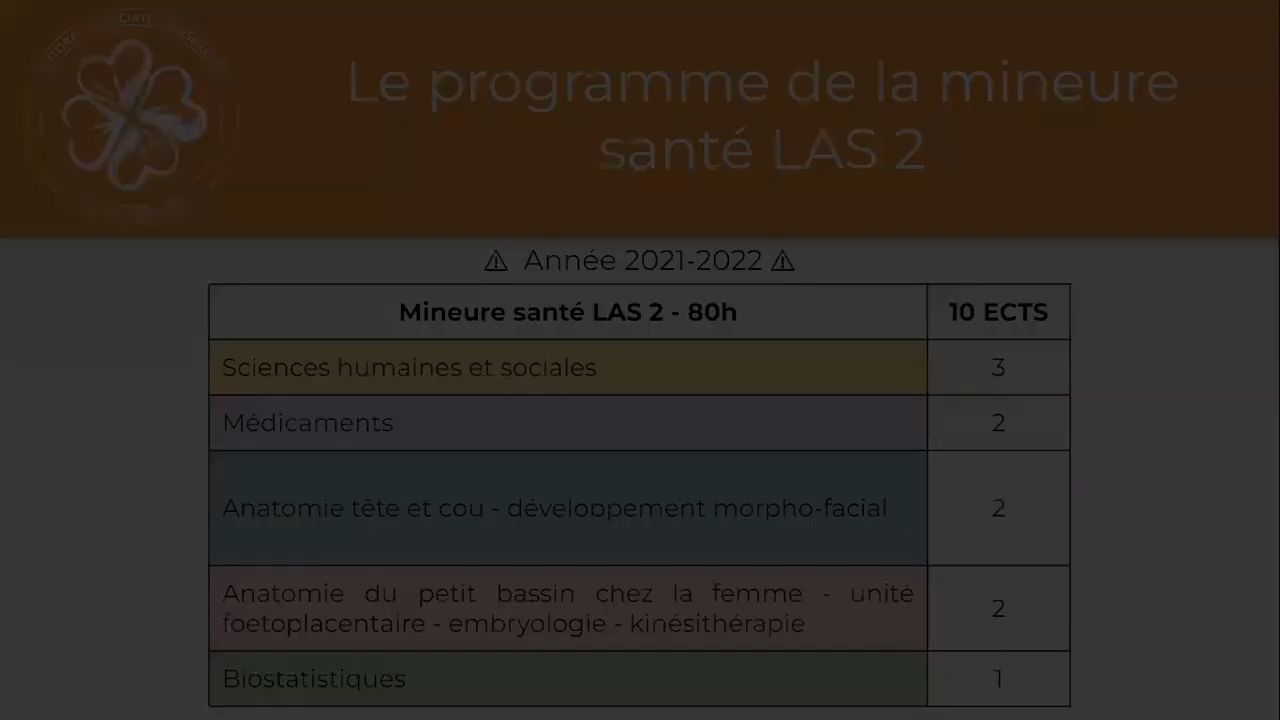 Le programme de la mineure
santé LAS 2
⚠ Année 2021-2022 ⚠
Mineure santé LAS 2 - 80h
10 ECTS
Sciences humaines et sociales
3
Médicaments
2
Anatomie tête et cou - développement morpho-facial
2
Anatomie du petit bassin chez la femme - unité
foetoplacentaire - embryologie - kinésithérapie
2
Biostatistiques
1